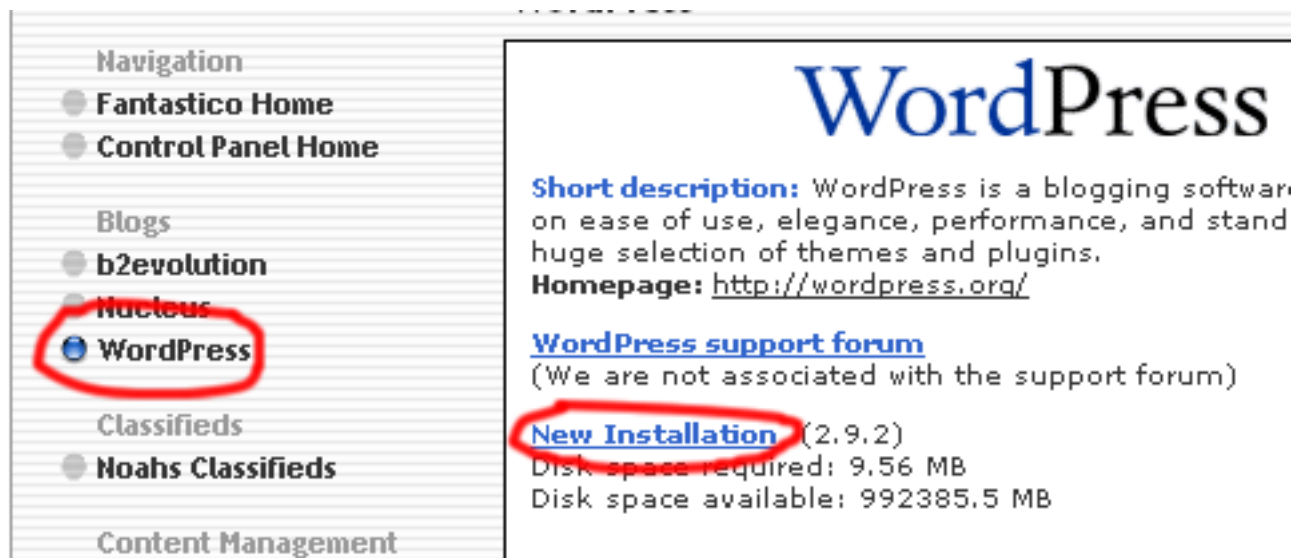 Navigation
Fantastico Home
Control Panel Home
Blogs
b2evolution
Nucleus
WordPress
Classifieds
Noahs Classifieds
Content Management
WordPress
Short description: WordPress is a blogging software
on ease of use, elegance, performance, and stand
huge selection of themes and plugins.
Homepage: http://wordpress.org/
WordPress support forum
(We are not associated with the support forum)
New Installation (2.9.2)
Disk space required: 9.56 MB
Disk space available: 992385.5 MB